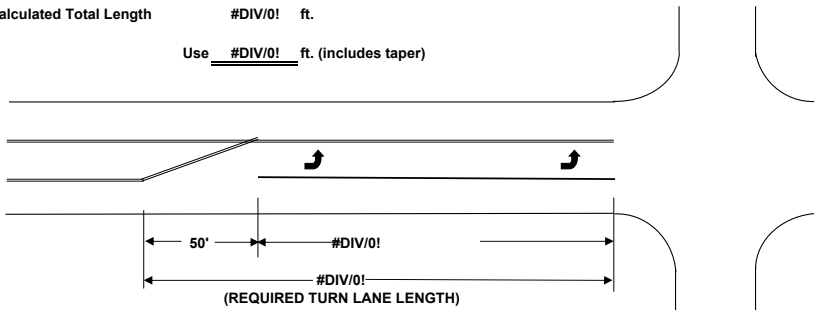 #DIV/0! ft.
Total Length
Use #DIV/0! ft. (includes taper)
50' #DIV/0!
#DIV/0!
(REQUIRED TURN LANE LENGTH)